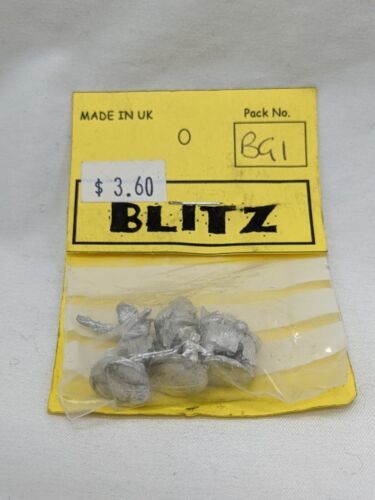 MADE IN UK
Pack No.
O
BG1
$ 3.60
BLITZ